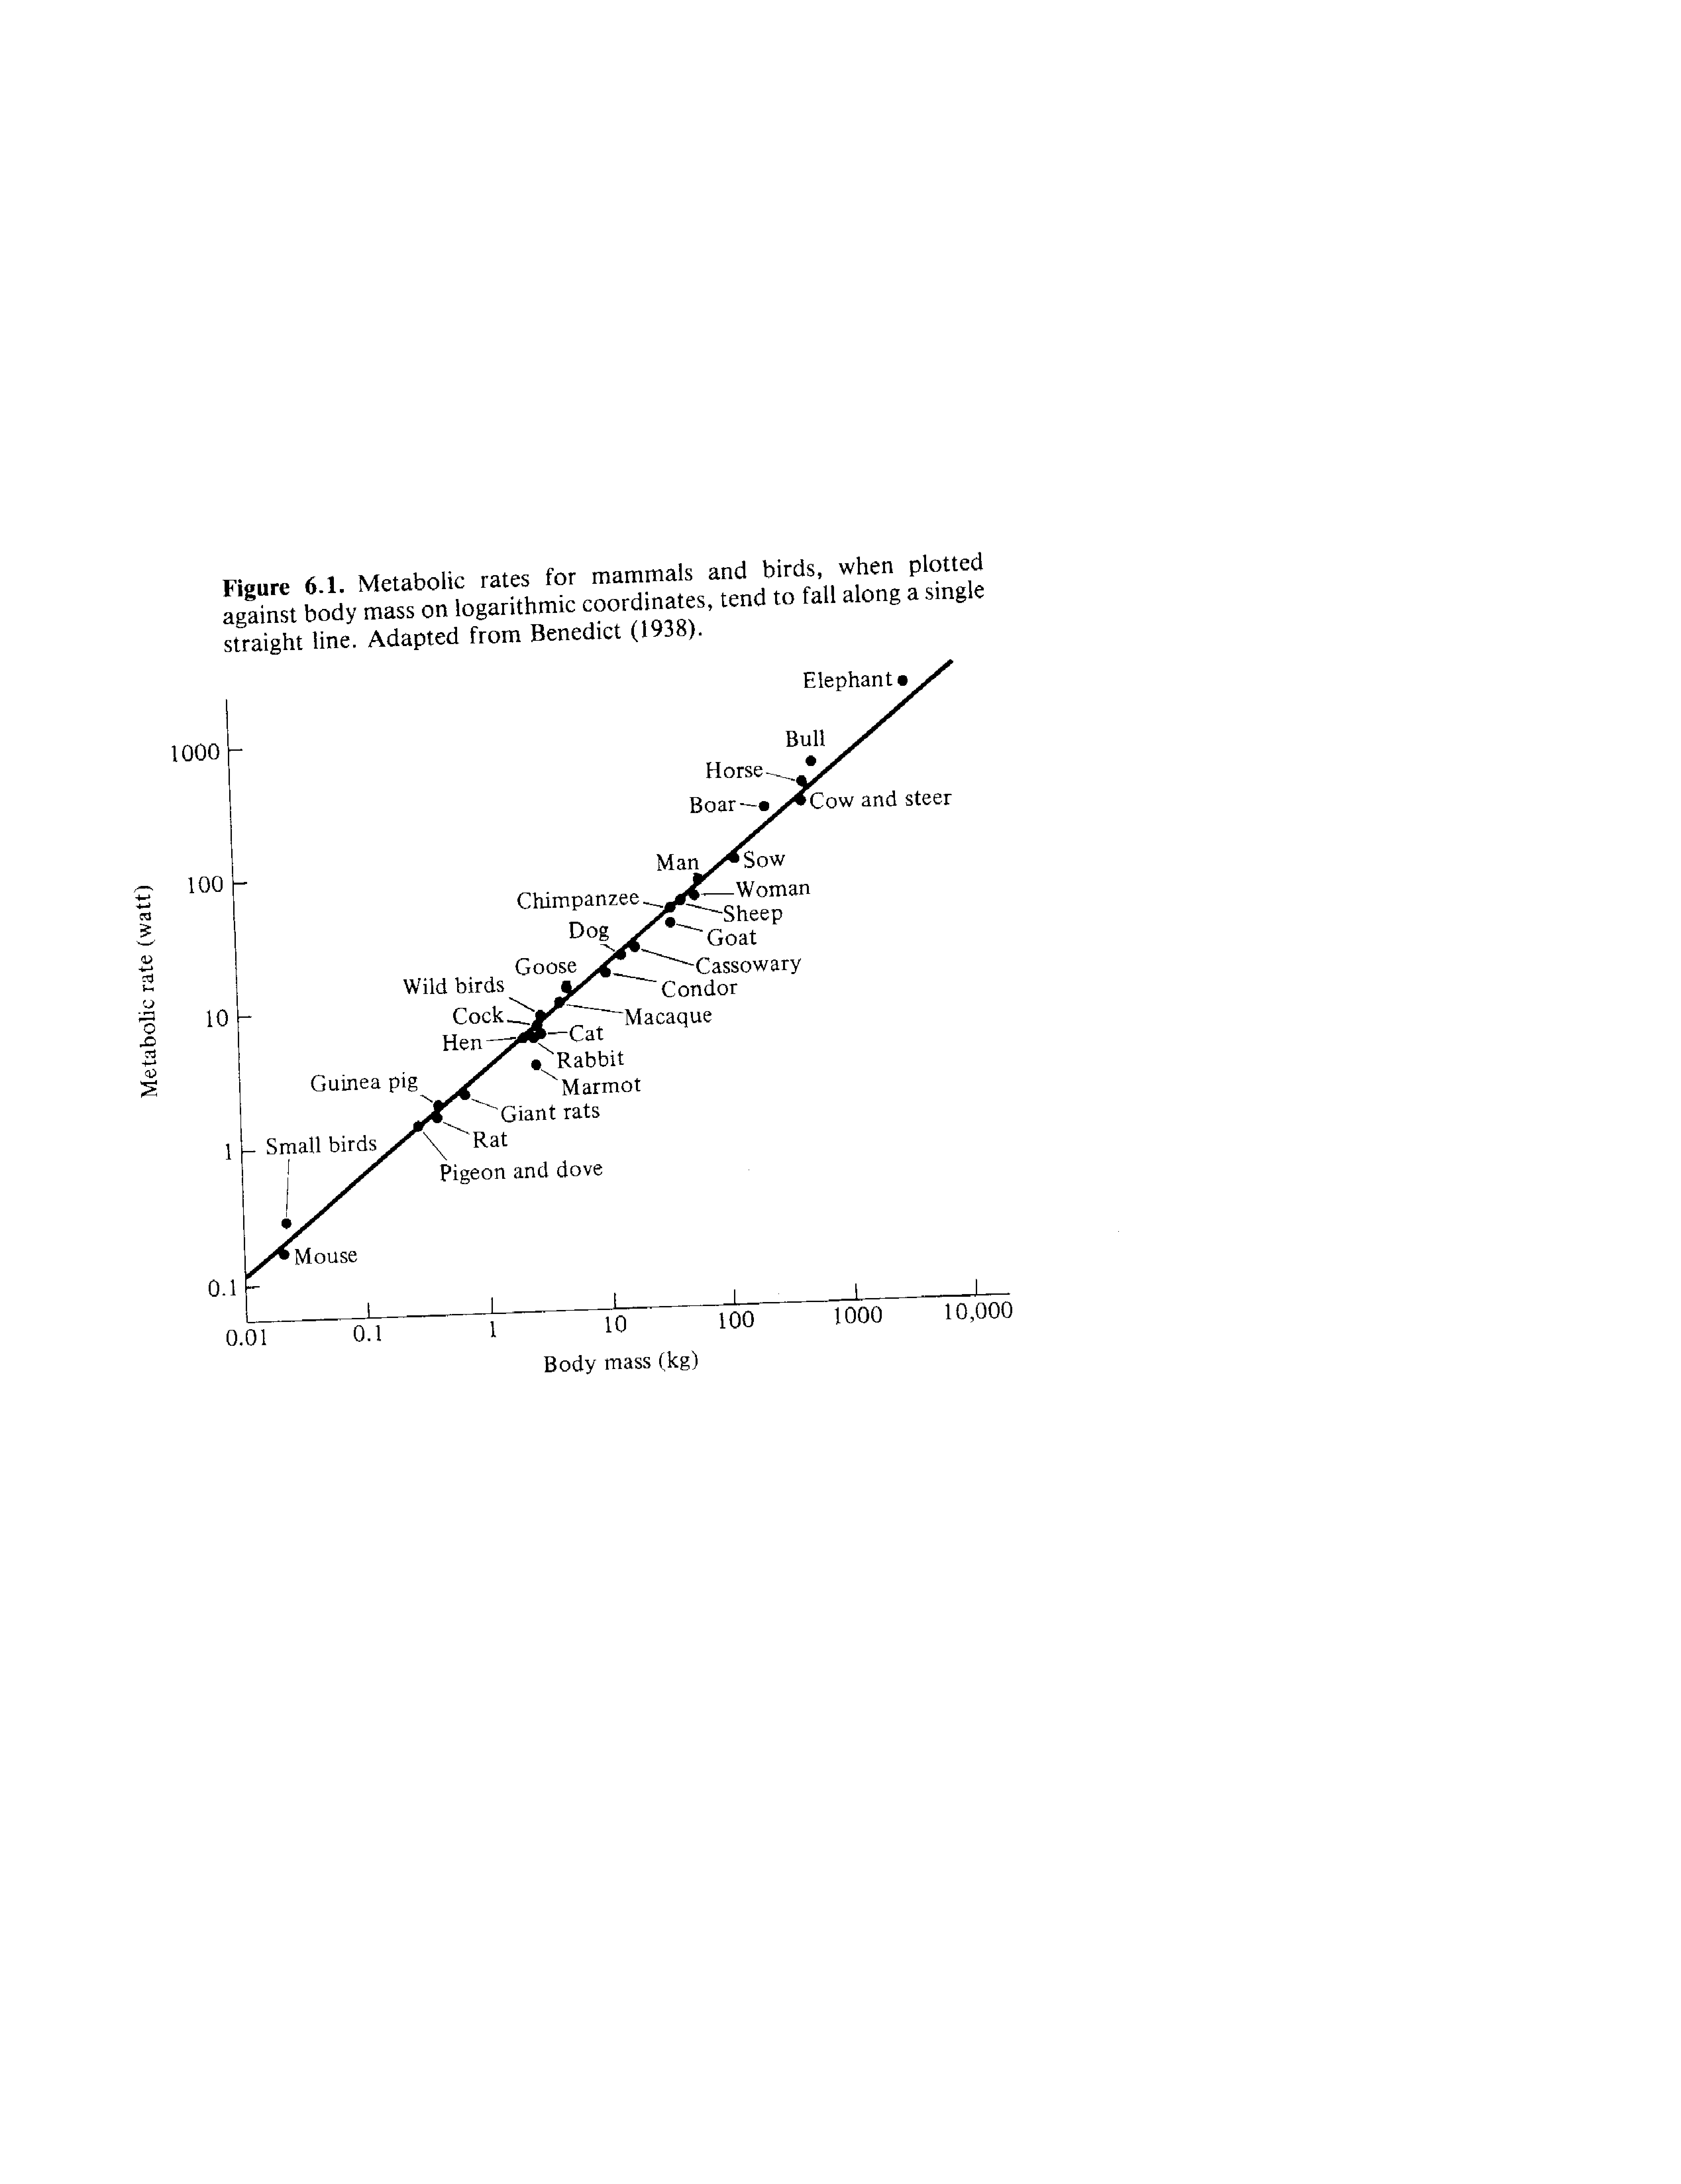 Figure 6.1. Metabolic rates for mammals and birds, when plotted
against body mass on logarithmic coordinates, tend to fall along a single
straight line. Adapted from Benedict (1938).
Elephant
Bull
1000
Horse
Boar
Cow and steer
Man
Sow
100
Woman
Chimpanzee
Sheep
Dog
Goat
Goose
Cassowary
Wild birds
Condor
10
Cock
Macaque
Hen
Cat
Rabbit
Guinea pig
Marmot
Giant rats
1
Small birds
Rat
Pigeon and dove
Mouse
0.1
Metabolic rate (watt)
0.01
0.1
1
10
100
1000
10,000
Body mass (kg)